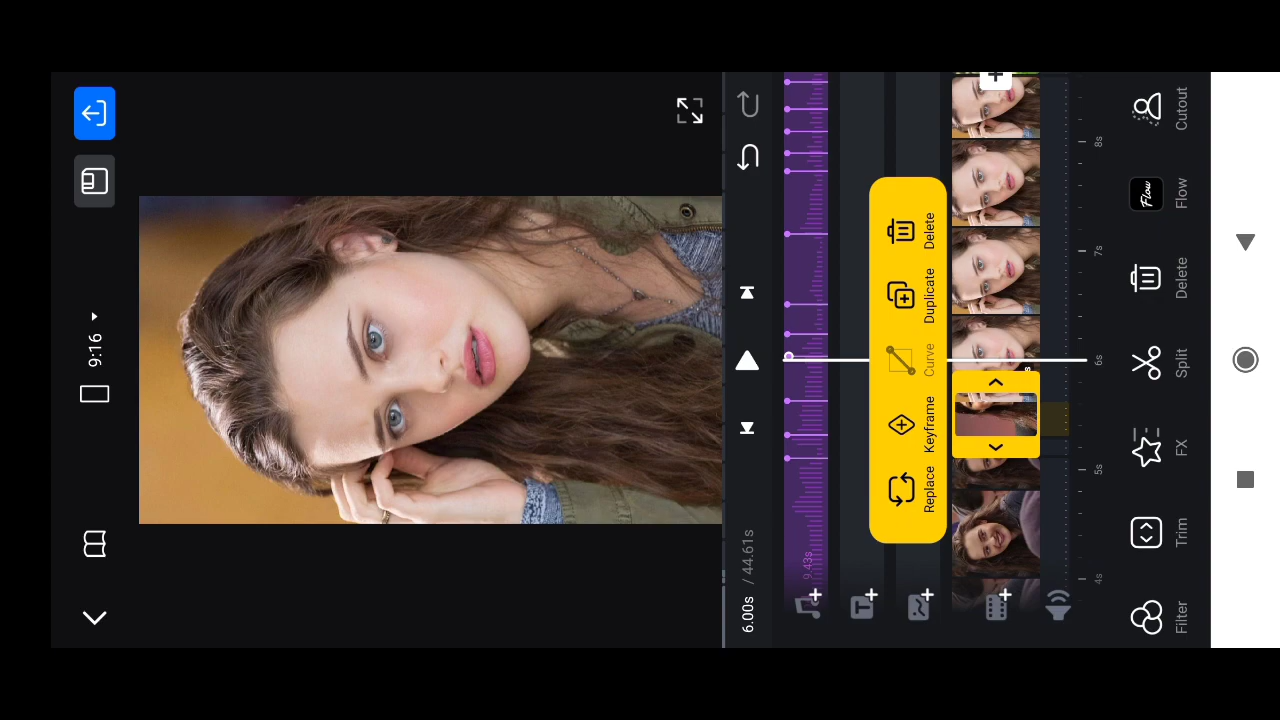 9:16
6.00s / 44.61s
9.43s
Replace
Keyframe
Curve
Duplicate
Delete
4s
5s
6s
7s
8s
Filter
Trim
FX
Split
Delete
Flow
Flow
Cutout